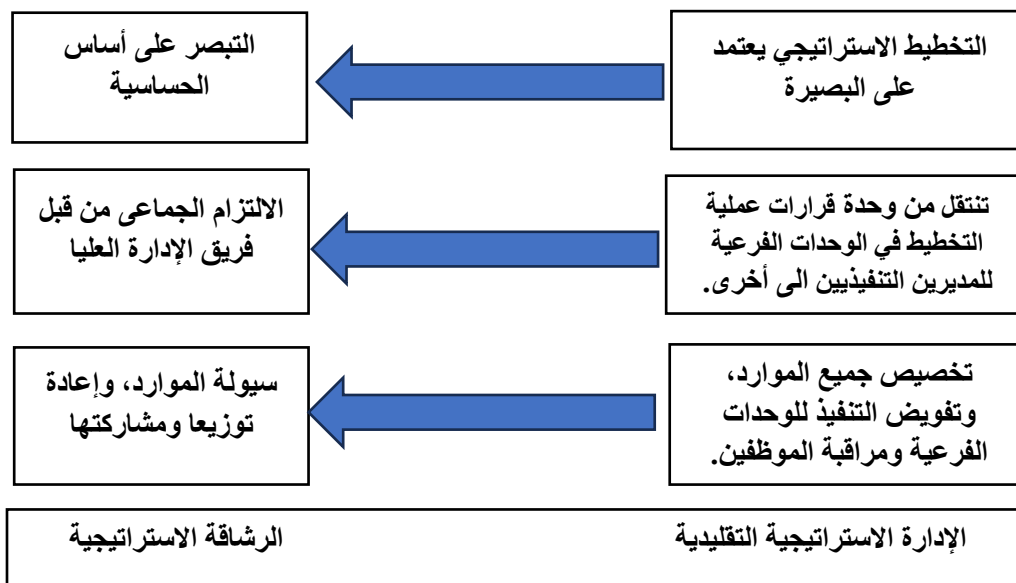 التخطيط الاستراتيجي يعتمد
على البصيرة
التبصر على أساس
الحساسية
تنتقل من وحدة قرارات عملية
التخطيط في الوحدات الفرعية
للمديرين التنفيذيين الى أخرى.
الالتزام الجماعى من قبل
فريق الإدارة العليا
تخصيص جميع الموارد،
وتفويض التنفيذ للوحدات
الفرعية ومراقبة الموظفين.
سيولة الموارد، وإعادة
توزيعا ومشاركتها
الإدارة الاستراتيجية التقليدية
الرشاقة الاستراتيجية